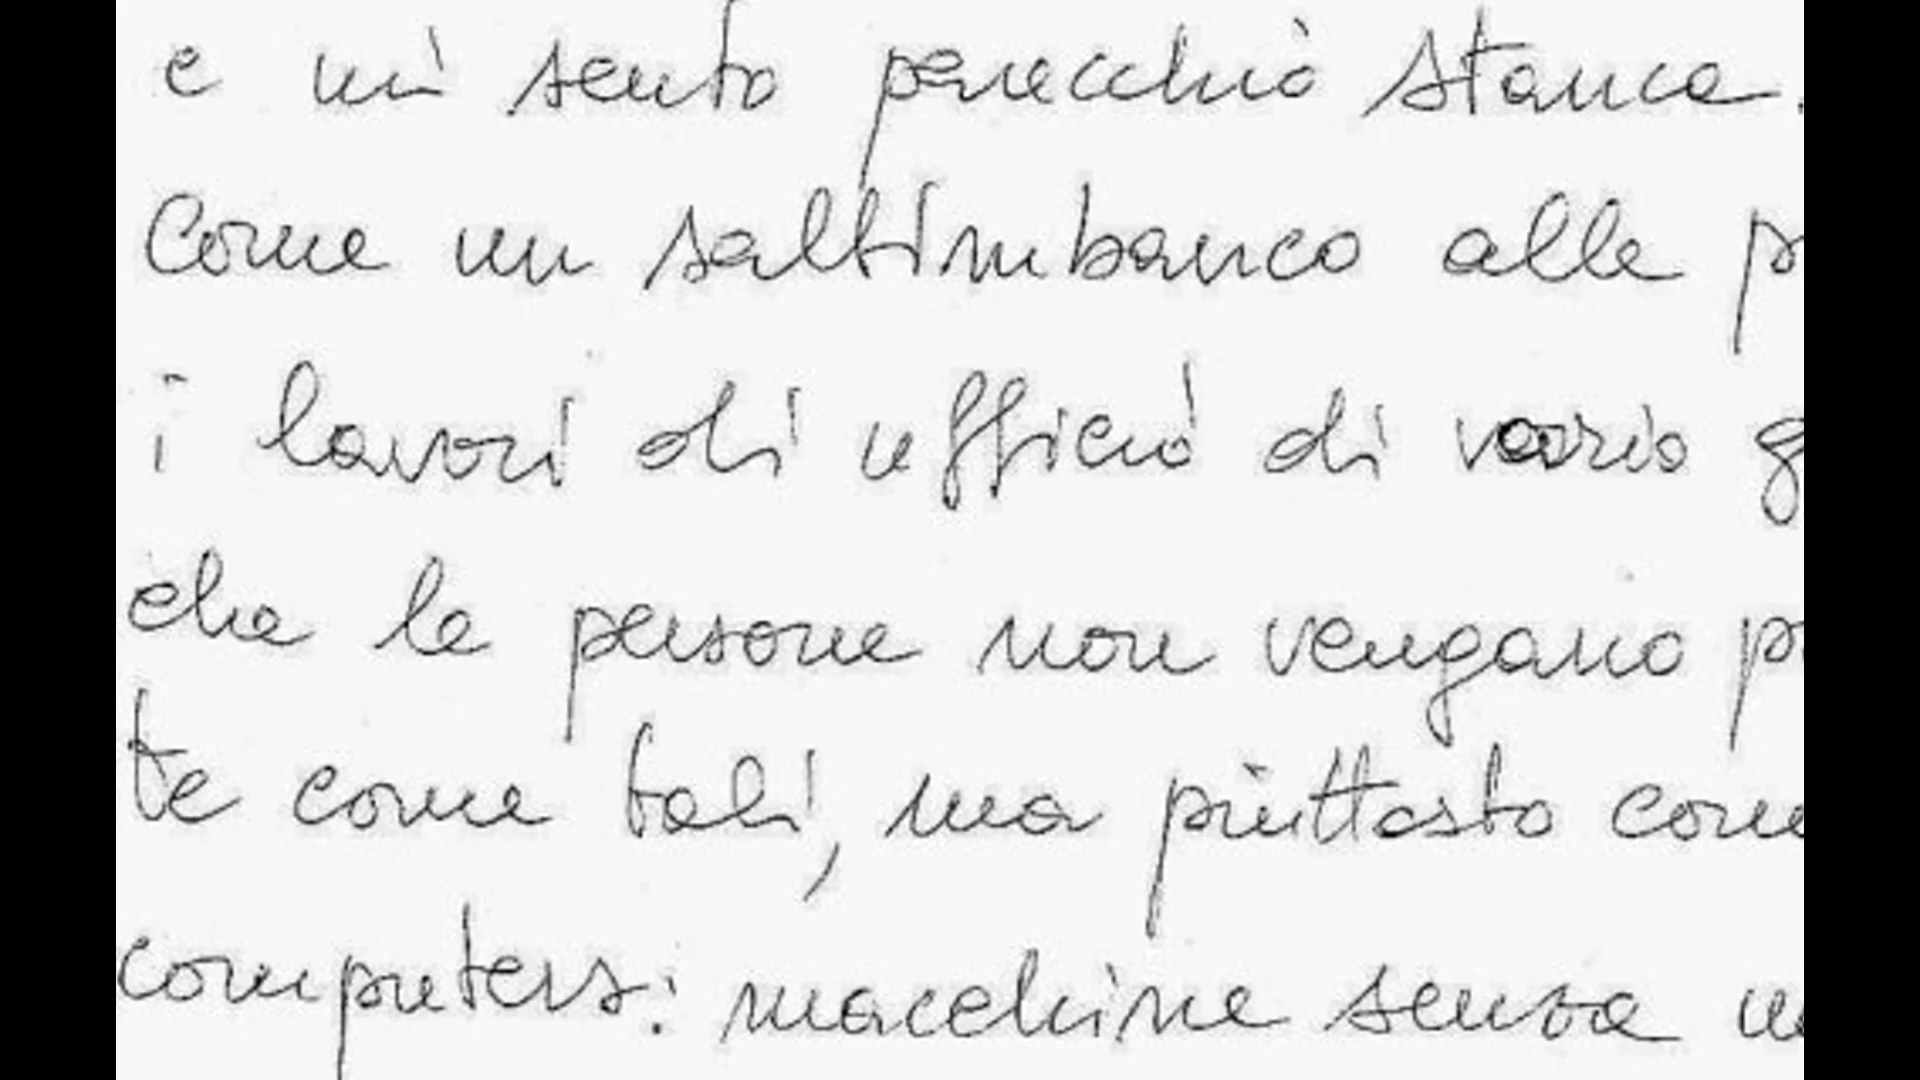 e mi sento parecchio stanca.
Come un saltimbanco alle
i lavori di ufficio di vario
che le persone non vengano
te come tali, ma piuttosto come
computers: macchine senza